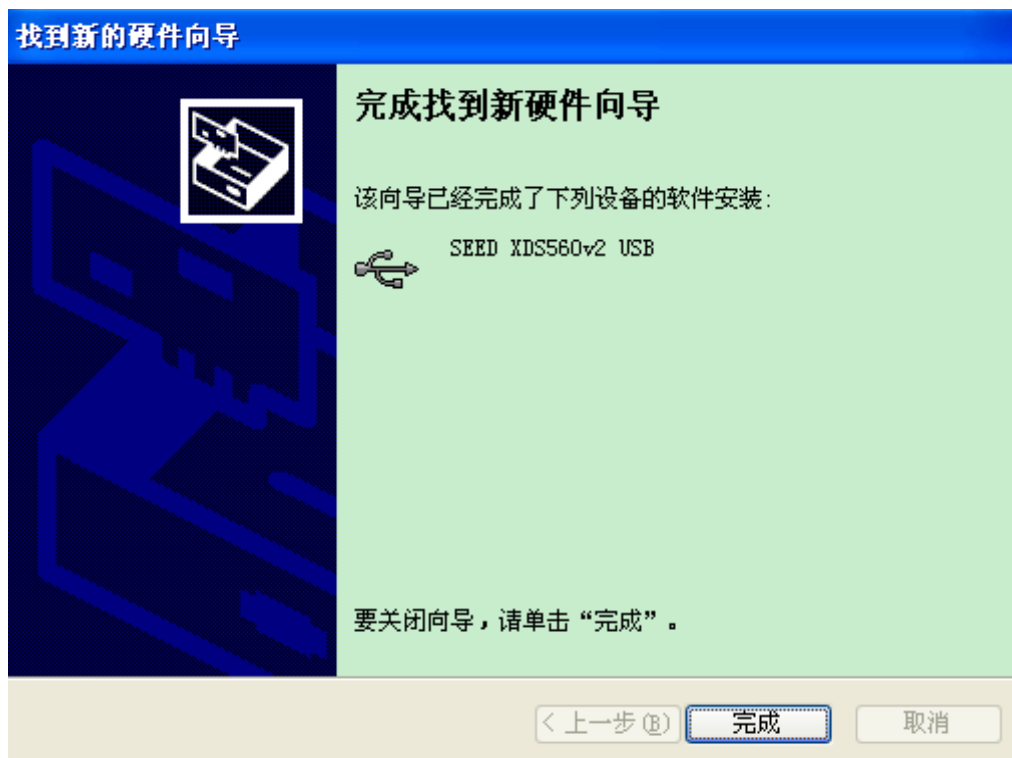 找到新的硬件向导
完成找到新硬件向导
该向导已经完成了下列设备的软件安装:
SEED XDS560v2 USB
要关闭向导，请单击“完成”。
< 上一步(B)
完成
取消